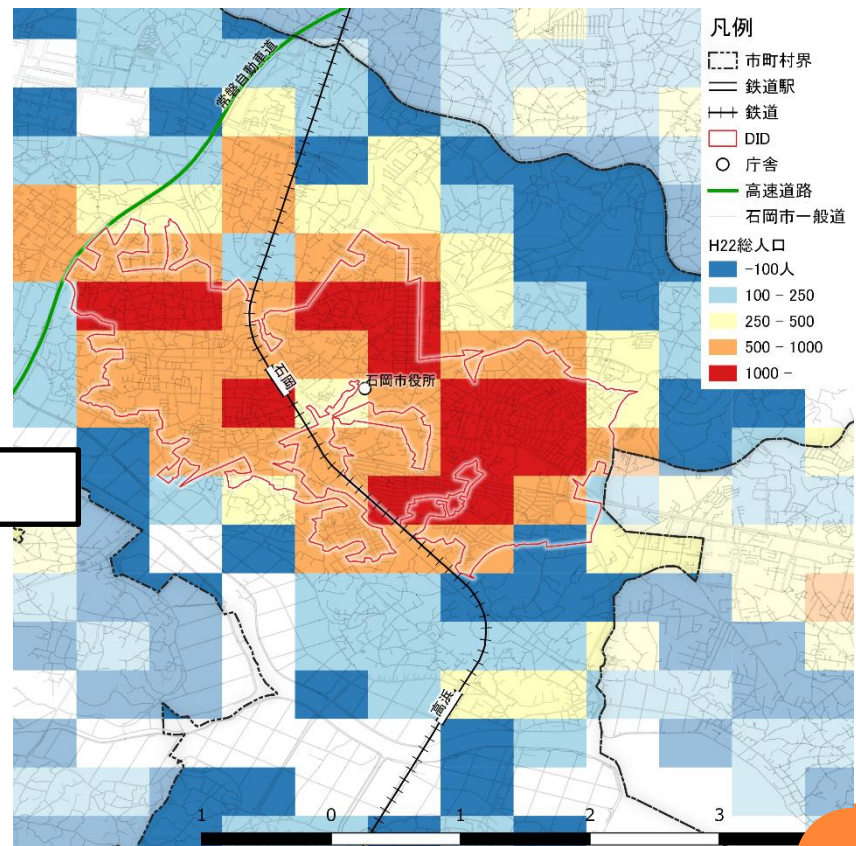 凡例
市町村界
鉄道駅
鉄道
DID
庁舎
高速道路
石岡市一般道
H22総人口
-100人
100 - 250
250 - 500
500 - 1000
1000 -
常磐自動車道
石岡
石岡市役所
高浜
1 0 1 2 3